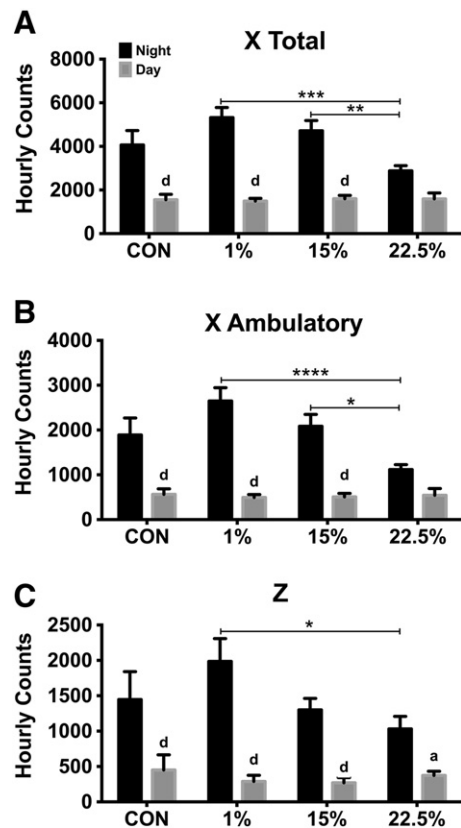 A
X Total
Night
Day
Hourly Counts
8000
6000
4000
2000
0
***
**
d
d
d
CON
1%
15%
22.5%
B
X Ambulatory
Hourly Counts
4000
3000
2000
1000
0
****
*
d
d
d
CON
1%
15%
22.5%
C
Z
Hourly Counts
2500
2000
1500
1000
500
0
*
d
d
d
a
CON
1%
15%
22.5%